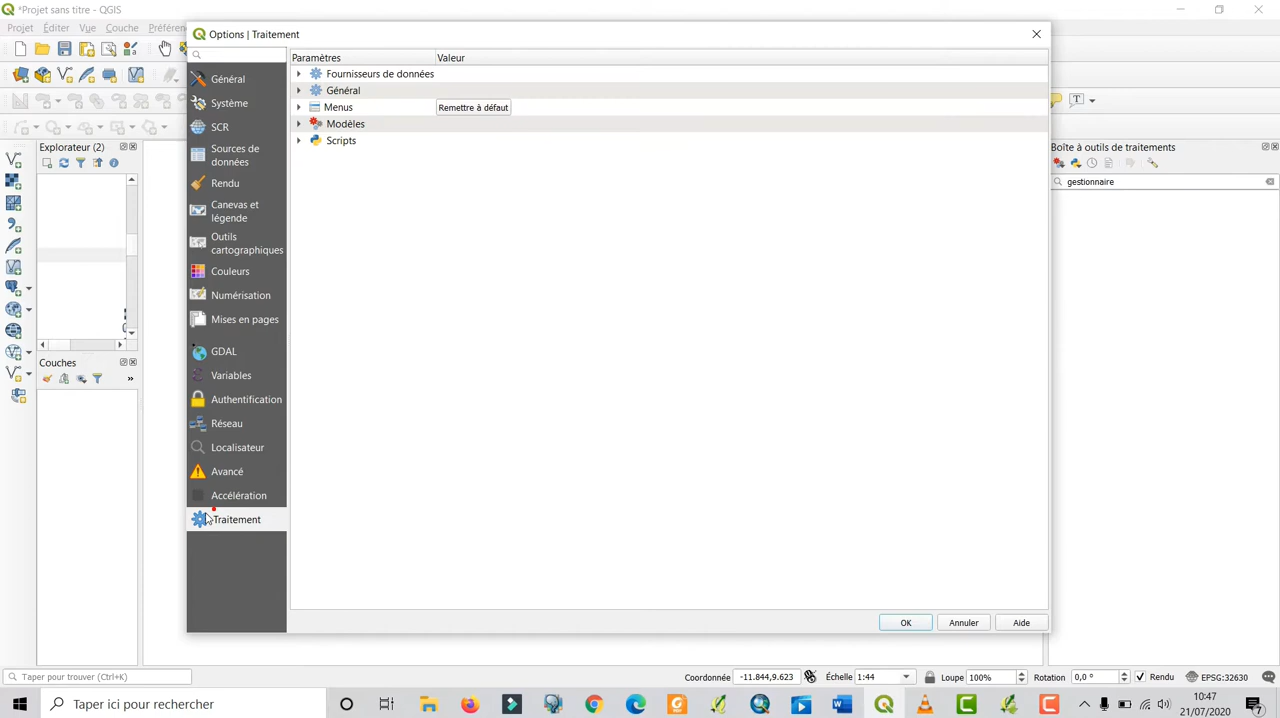 *Projet sans titre - QGIS
Projet Éditer Vue Couche Préféren
Options | Traitement
Général
Système
SCR
Sources de
données
Rendu
Canevas et
légende
Outils
cartographiques
Couleurs
Numérisation
Mises en pages
GDAL
Variables
Authentification
Réseau
Localisateur
Avancé
Accélération
Traitement
Paramètres Valeur
Fournisseurs de données
Général
Menus Remettre à défaut
Modèles
Scripts
OK Annuler Aide
Explorateur (2)
Couches
»
Boîte à outils de traitements
gestionnaire
Taper pour trouver (Ctrl+K)
Coordonnée -11.844,9.623 Échelle 1:44 Loupe 100% Rotation 0,0 ° Rendu EPSG:32630
Taper ici pour rechercher
10:47
21/07/2020
7